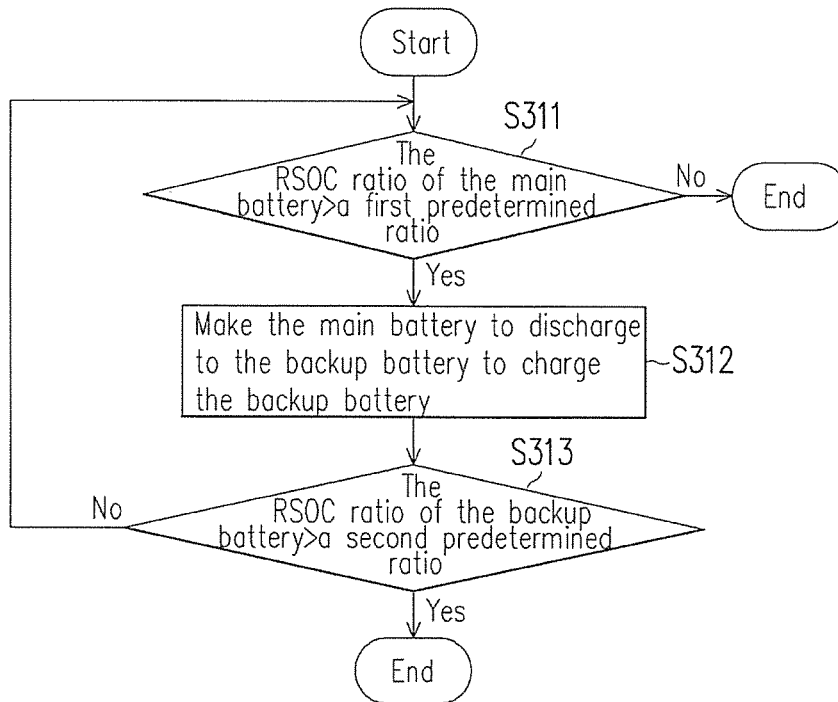 Start
S311
The
RSOC ratio of the main
battery>a first predetermined
ratio
No
End
Yes
Make the main battery to discharge
to the backup battery to charge
the backup battery
S312
S313
The
RSOC ratio of the backup
battery>a second predetermined
ratio
No
Yes
End